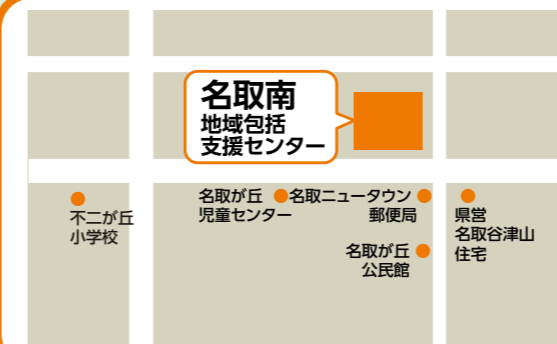 名取南
地域包括
支援センター
不二が丘
小学校
名取が丘
児童センター
名取ニュータウン
郵便局
名取が丘
公民館
県営
名取谷津山
住宅